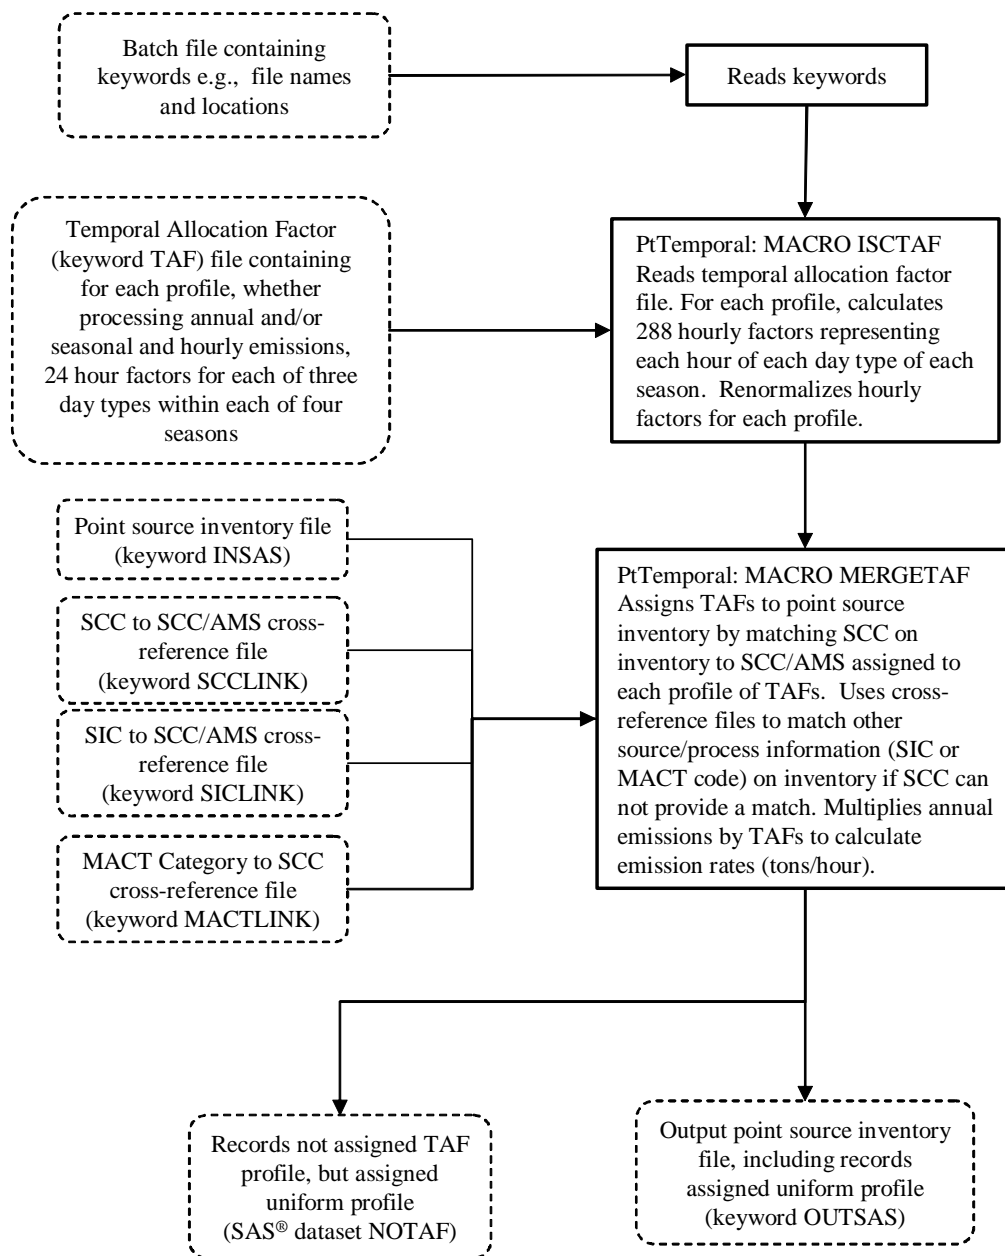 Batch file containing
keywords e.g., file names
and locations
Reads keywords
Temporal Allocation Factor
(keyword TAF) file containing
for each profile, whether
processing annual and/or
seasonal and hourly emissions,
24 hour factors for each of three
day types within each of four
seasons
PtTemporal: MACRO ISCTAF
Reads temporal allocation factor
file. For each profile, calculates
288 hourly factors representing
each hour of each day type of each
season. Renormalizes hourly
factors for each profile.
Point source inventory file
(keyword INSAS)
SCC to SCC/AMS cross-
reference file
(keyword SCCLINK)
SIC to SCC/AMS cross-
reference file
(keyword SICLINK)
MACT Category to SCC
cross-reference file
(keyword MACTLINK)
PtTemporal: MACRO MERGETAF
Assigns TAFs to point source
inventory by matching SCC on
inventory to SCC/AMS assigned to
each profile of TAFs. Uses cross-
reference files to match other
source/process information (SIC or
MACT code) on inventory if SCC can
not provide a match. Multiplies annual
emissions by TAFs to calculate
emission rates (tons/hour).
Records not assigned TAF
profile, but assigned
uniform profile
(SAS® dataset NOTAF)
Output point source inventory
file, including records
assigned uniform profile
(keyword OUTSAS)